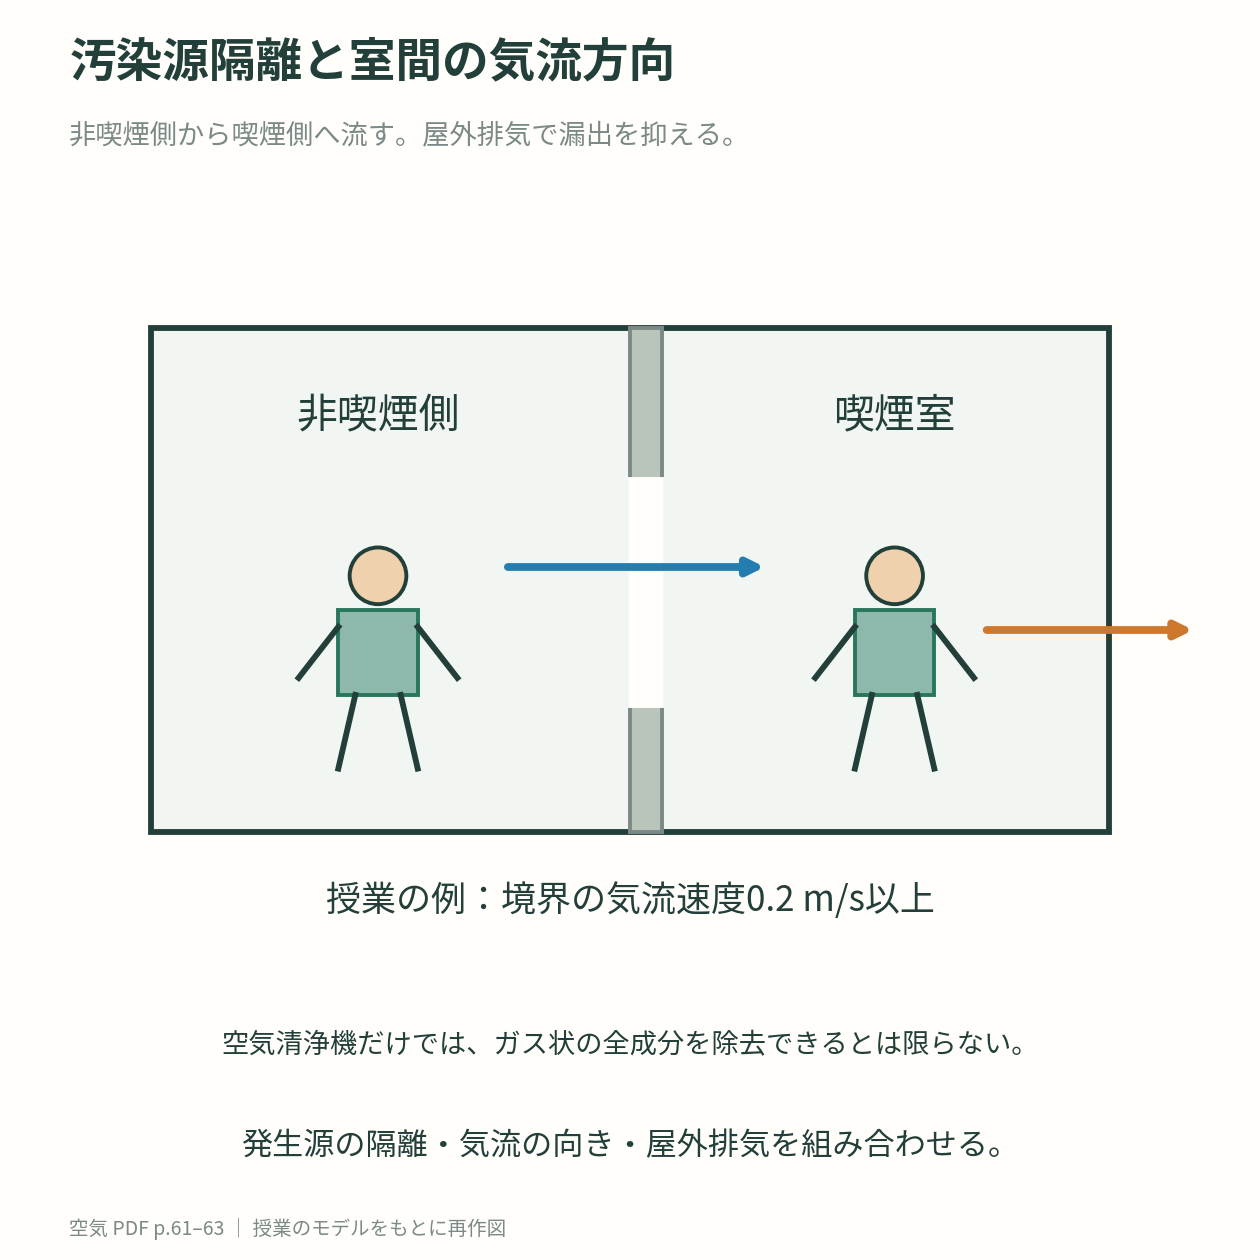 汚染源隔離と室間の気流方向
非喫煙側から喫煙側へ流す。屋外排気で漏出を抑える。
非喫煙側
喫煙室
授業の例：境界の気流速度0.2 m/s以上
空気清浄機だけでは、ガス状の全成分を除去できるとは限らない。
発生源の隔離・気流の向き・屋外排気を組み合わせる。
空気 PDF p.61–63 ｜ 授業のモデルをもとに再作図